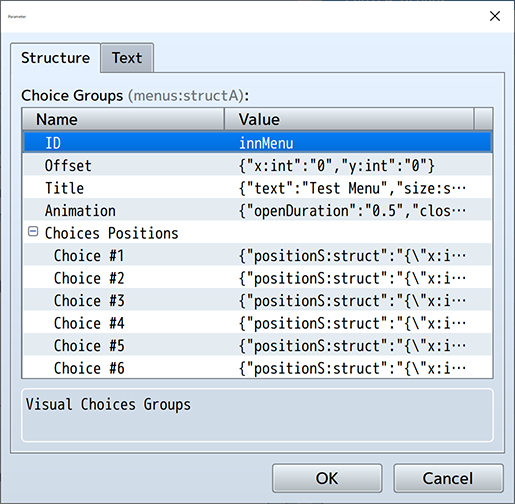 Parameter
Structure Text
Choice Groups (menus:structA):
Name Value
ID innMenu
Offset {"x:int":"0","y:int":"0"}
Title {"text":"Test Menu","size:s…
Animation {"openDuration":"0.5","clos…
Choices Positions
Choice #1 {"positionS:struct":"{\"x:i…
Choice #2 {"positionS:struct":"{\"x:i…
Choice #3 {"positionS:struct":"{\"x:i…
Choice #4 {"positionS:struct":"{\"x:i…
Choice #5 {"positionS:struct":"{\"x:i…
Choice #6 {"positionS:struct":"{\"x:i…
Visual Choices Groups
OK Cancel